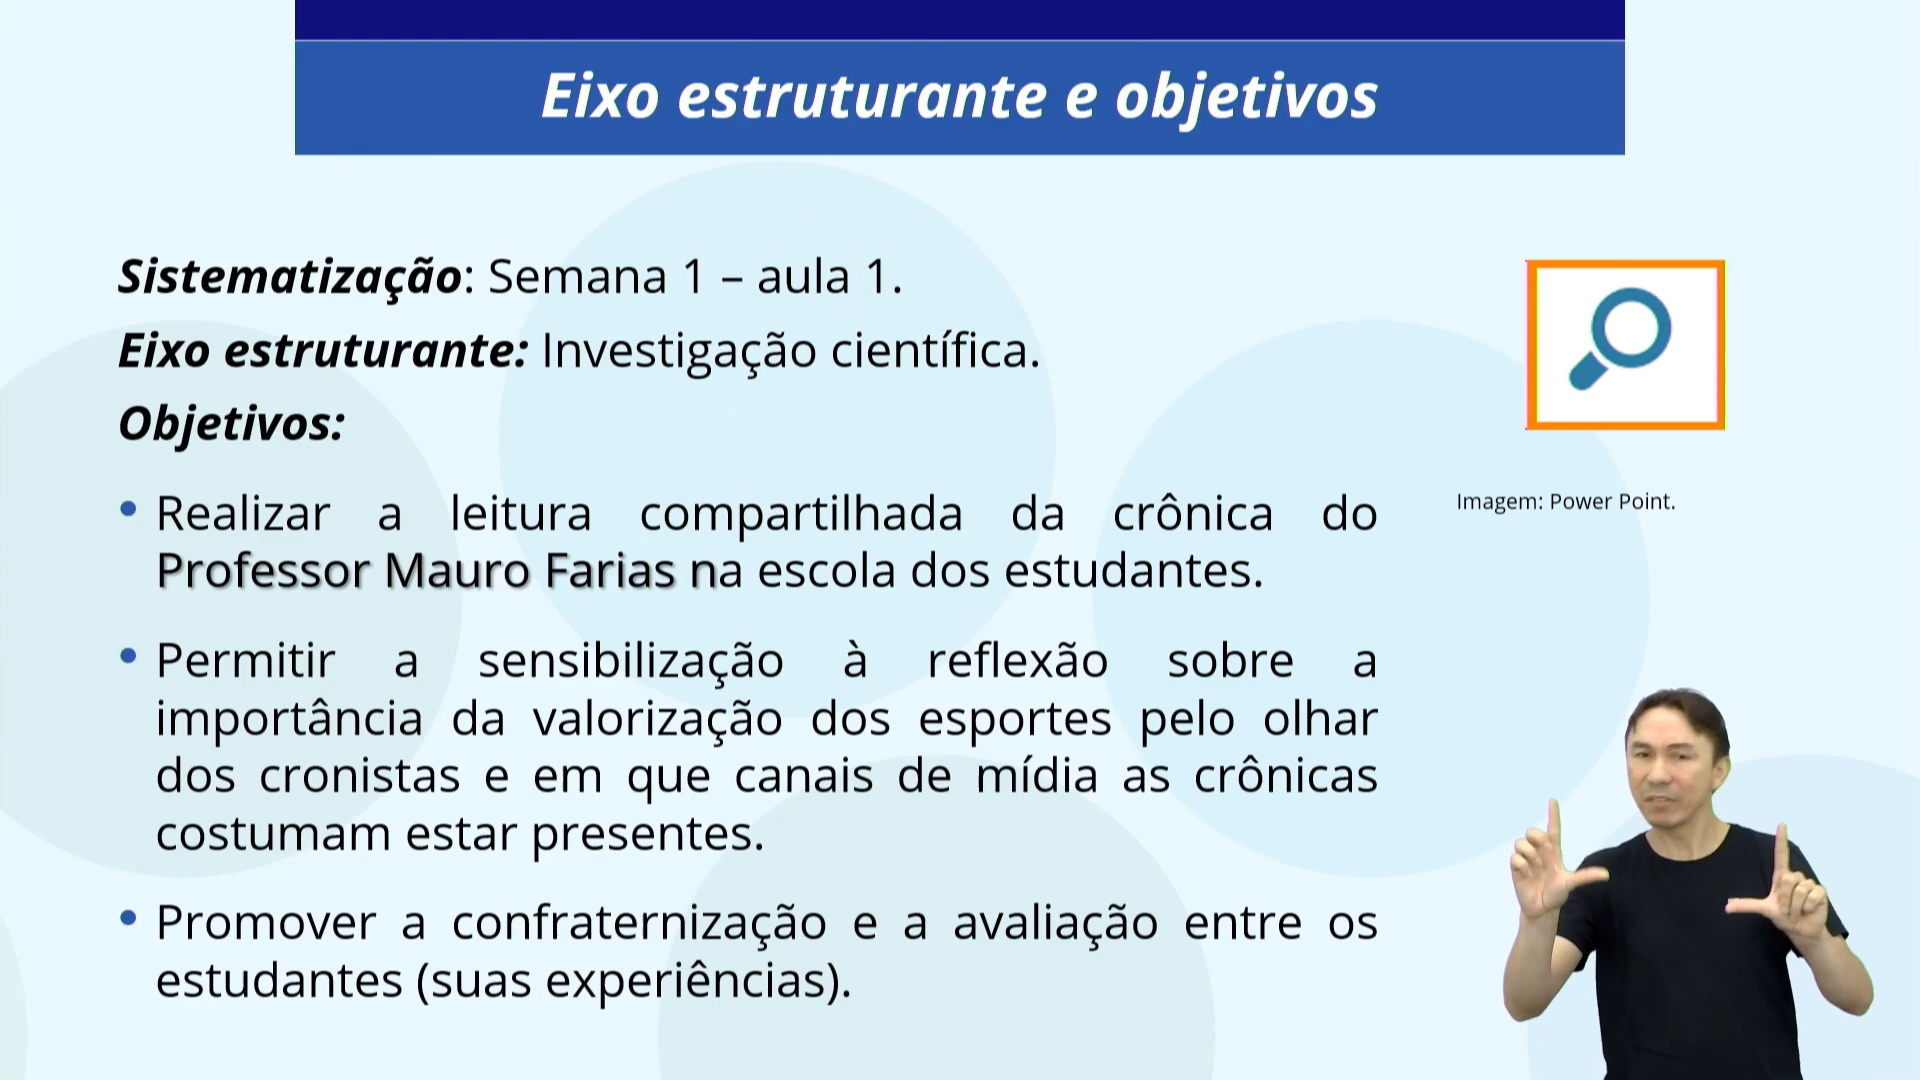 Eixo estruturante e objetivos
Sistematização: Semana 1 – aula 1.
Eixo estruturante: Investigação científica.
Objetivos:
• Realizar a leitura compartilhada da crônica do
Professor Mauro Farias na escola dos estudantes.
• Permitir a sensibilização à reflexão sobre a
importância da valorização dos esportes pelo olhar
dos cronistas e em que canais de mídia as crônicas
costumam estar presentes.
• Promover a confraternização e a avaliação entre os
estudantes (suas experiências).
Imagem: Power Point.